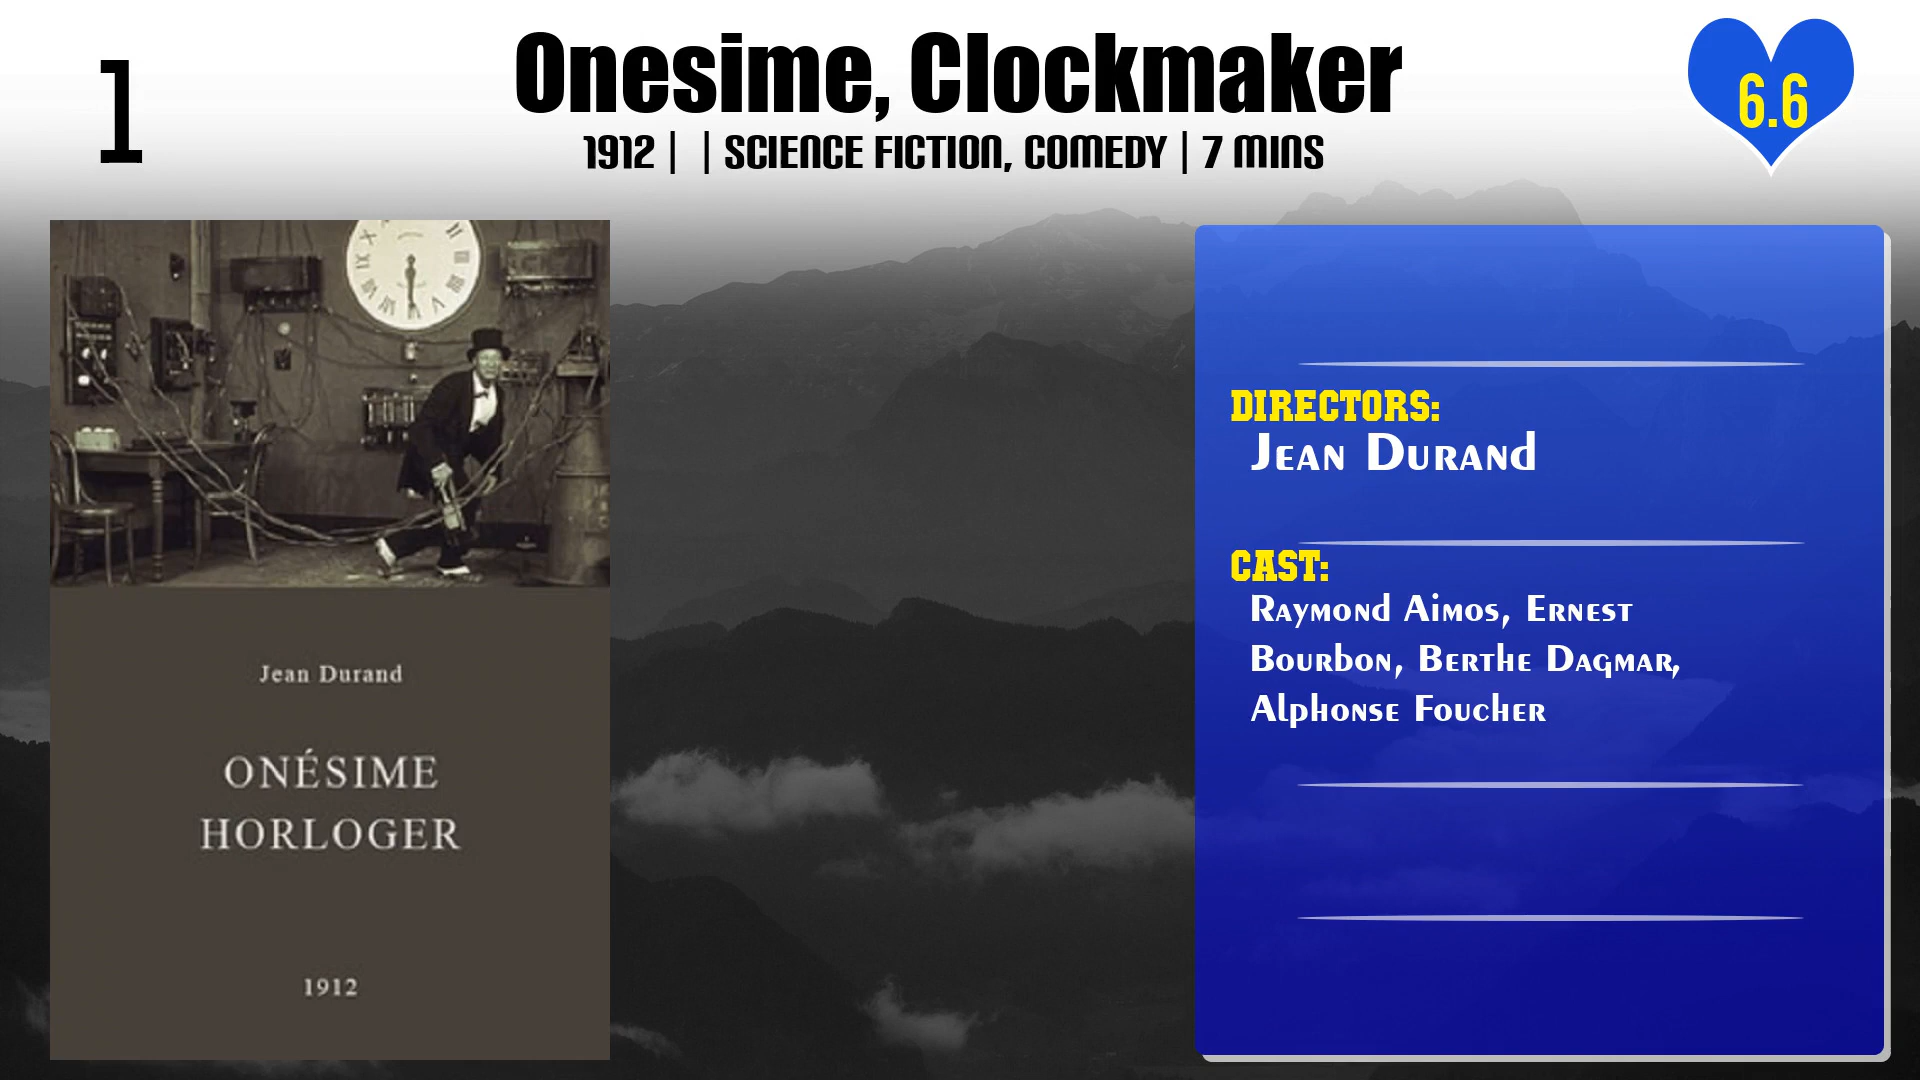 1
Onesime, Clockmaker
6.6
1912 | | SCIENCE FICTION, COMEDY | 7 MINS
Jean Durand
ONÉSIME
HORLOGER
1912
DIRECTORS:
Jean Durand
CAST:
Raymond Aimos, Ernest
Bourbon, Berthe Dagmar,
Alphonse Foucher